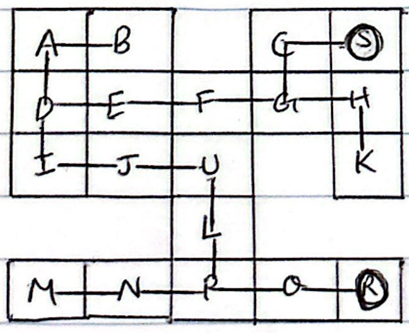 A B C S
D E F G H
I J U K
L
M N P O R